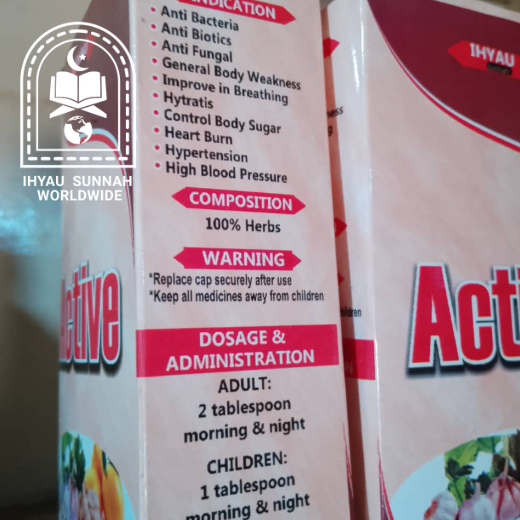 INDICATION
• Anti Bacteria
• Anti Biotics
• Anti Fungal
• General Body Weakness
• Improve in Breathing
• Hytratis
• Control Body Sugar
• Heart Burn
• Hypertension
• High Blood Pressure
COMPOSITION
100% Herbs
WARNING
*Replace cap securely after use
*Keep all medicines away from children
DOSAGE &
ADMINISTRATION
ADULT:
2 tablespoon
morning & night
CHILDREN:
1 tablespoon
morning & night
Active
IHYAU
Acti
IHYAU SUNNAH
WORLDWIDE